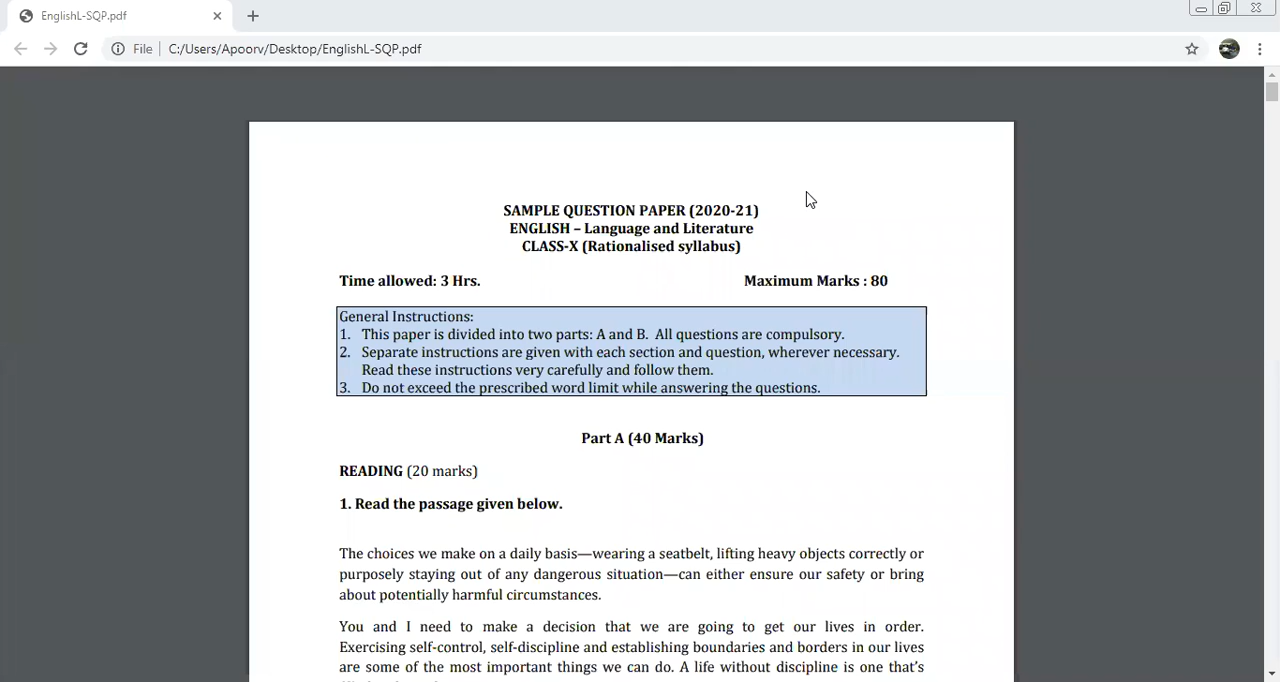 EnglishL-SQP.pdf
File C:/Users/Apoorv/Desktop/EnglishL-SQP.pdf
SAMPLE QUESTION PAPER (2020-21)
ENGLISH – Language and Literature
CLASS-X (Rationalised syllabus)
Time allowed: 3 Hrs. Maximum Marks : 80
General Instructions:
1. This paper is divided into two parts: A and B. All questions are compulsory.
2. Separate instructions are given with each section and question, wherever necessary.
Read these instructions very carefully and follow them.
3. Do not exceed the prescribed word limit while answering the questions.
Part A (40 Marks)
READING (20 marks)
1. Read the passage given below.
The choices we make on a daily basis—wearing a seatbelt, lifting heavy objects correctly or
purposely staying out of any dangerous situation—can either ensure our safety or bring
about potentially harmful circumstances.
You and I need to make a decision that we are going to get our lives in order.
Exercising self-control, self-discipline and establishing boundaries and borders in our lives
are some of the most important things we can do. A life without discipline is one that's